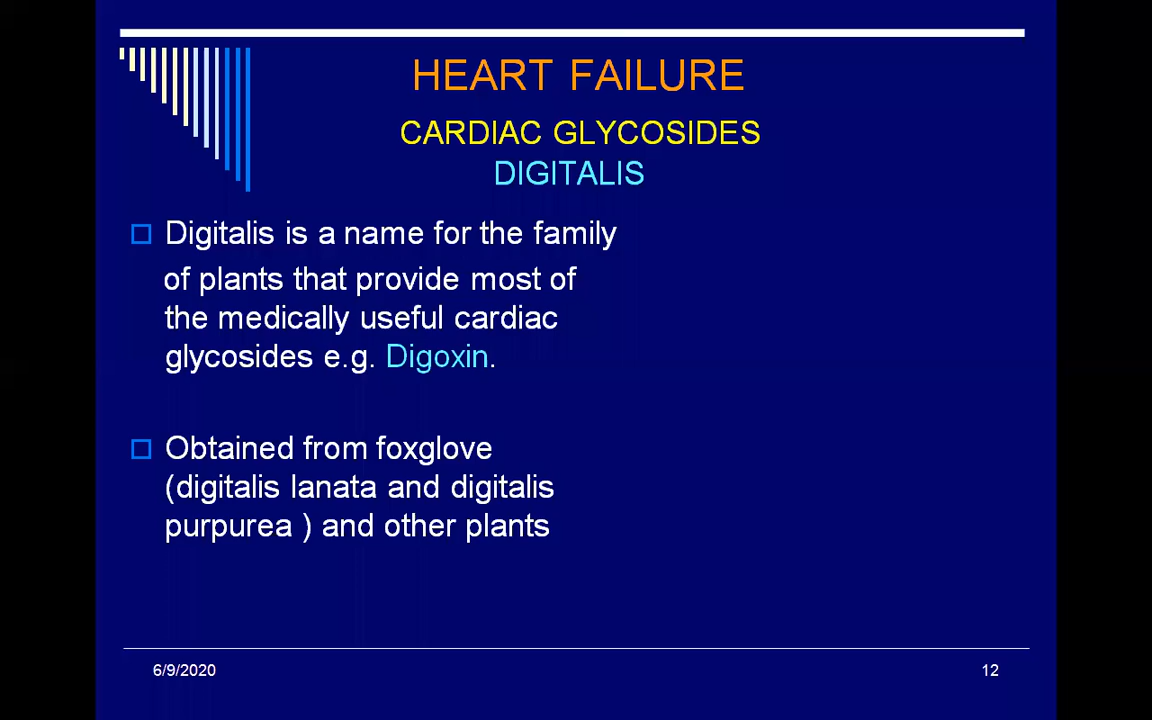 HEART FAILURE
CARDIAC GLYCOSIDES
DIGITALIS
Digitalis is a name for the family
of plants that provide most of
the medically useful cardiac
glycosides e.g. Digoxin.
Obtained from foxglove
(digitalis lanata and digitalis
purpurea ) and other plants
6/9/2020
12